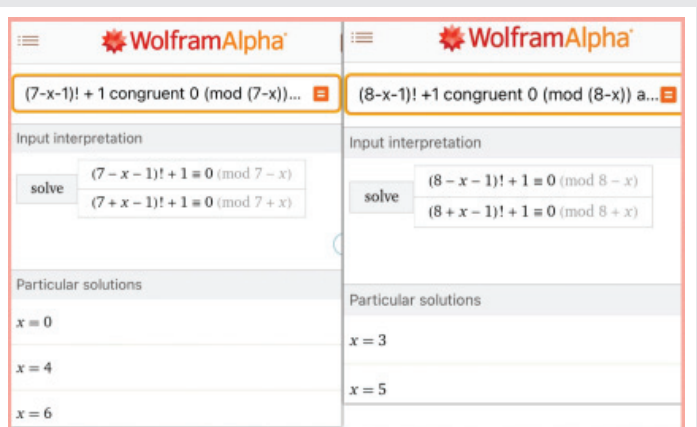 WolframAlpha
(7-x-1)! + 1 congruent 0 (mod (7-x))...
Input interpretation
solve
(7 − x − 1)! + 1 ≡ 0 (mod 7 − x)
(7 + x − 1)! + 1 ≡ 0 (mod 7 + x)
Particular solutions
x = 0
x = 4
x = 6
WolframAlpha
(8-x-1)! +1 congruent 0 (mod (8-x)) a...
Input interpretation
solve
(8 − x − 1)! + 1 ≡ 0 (mod 8 − x)
(8 + x − 1)! + 1 ≡ 0 (mod 8 + x)
Particular solutions
x = 3
x = 5